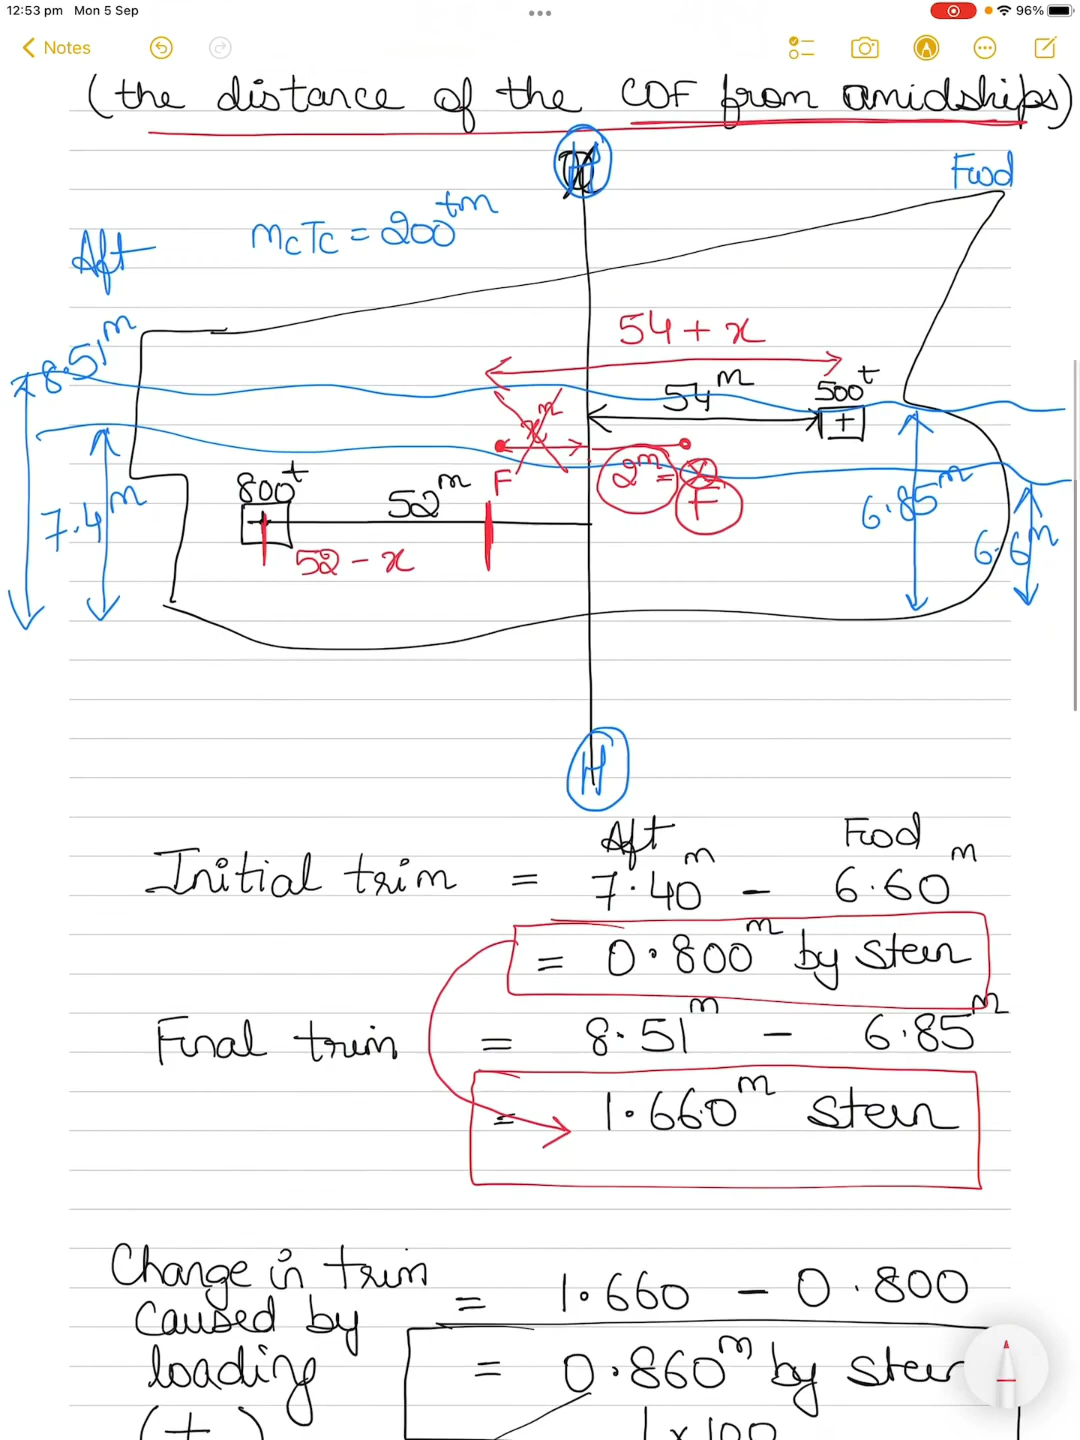 12:53 pm Mon 5 Sep
96%
Notes
(the distance of the COF from amidships)
H
Fwd
MCTC = 200 tm
Aft
8.51 m
54 + x
54 m
500 t
+
x m
F
2 m = x
F
800 t
52 m
52 - x
7.4 m
6.85 m
6.6 m
H
Aft Fwd
Initial trim = 7.40 m - 6.60 m
= 0.800 m by stern
Final trim = 8.51 m - 6.85 m
= 1.660 m stern
Change in trim
caused by
loading
(t)
= 1.660 - 0.800
= 0.860 m by ster
t x 100